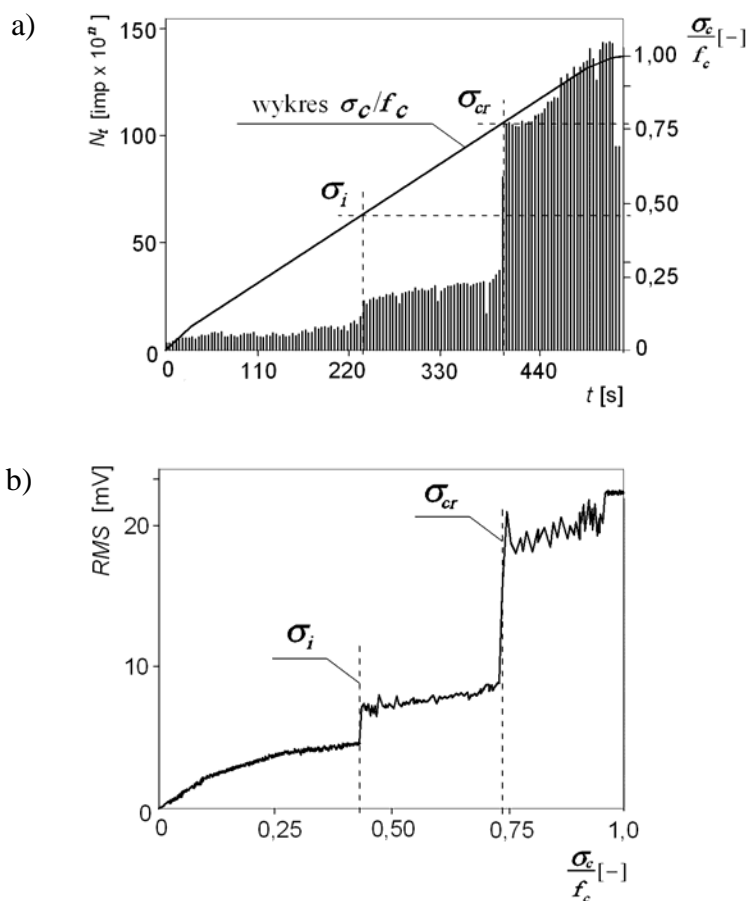 a)
N_t [imp x 10^n]
150
100
50
0
wykres σ_c/f_c
σ_i
σ_cr
σ_c/f_c [-]
1,00
0,75
0,50
0,25
0
0 110 220 330 440
t [s]
b)
RMS [mV]
20
10
0
σ_i
σ_cr
0 0,25 0,50 0,75 1,0
σ_c/f_c [-]